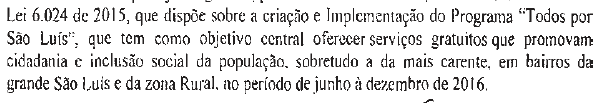 Lei 6.024 de 2015, que dispõe sobre a criação e Implementação do Programa "Todos por
São Luís", que tem como objetivo central oferecer serviços gratuitos que promovam
cidadania e inclusão social da população, sobretudo a da mais carente, em bairros da
grande São Luis e da zona Rural, no período de junho à dezembro de 2016.